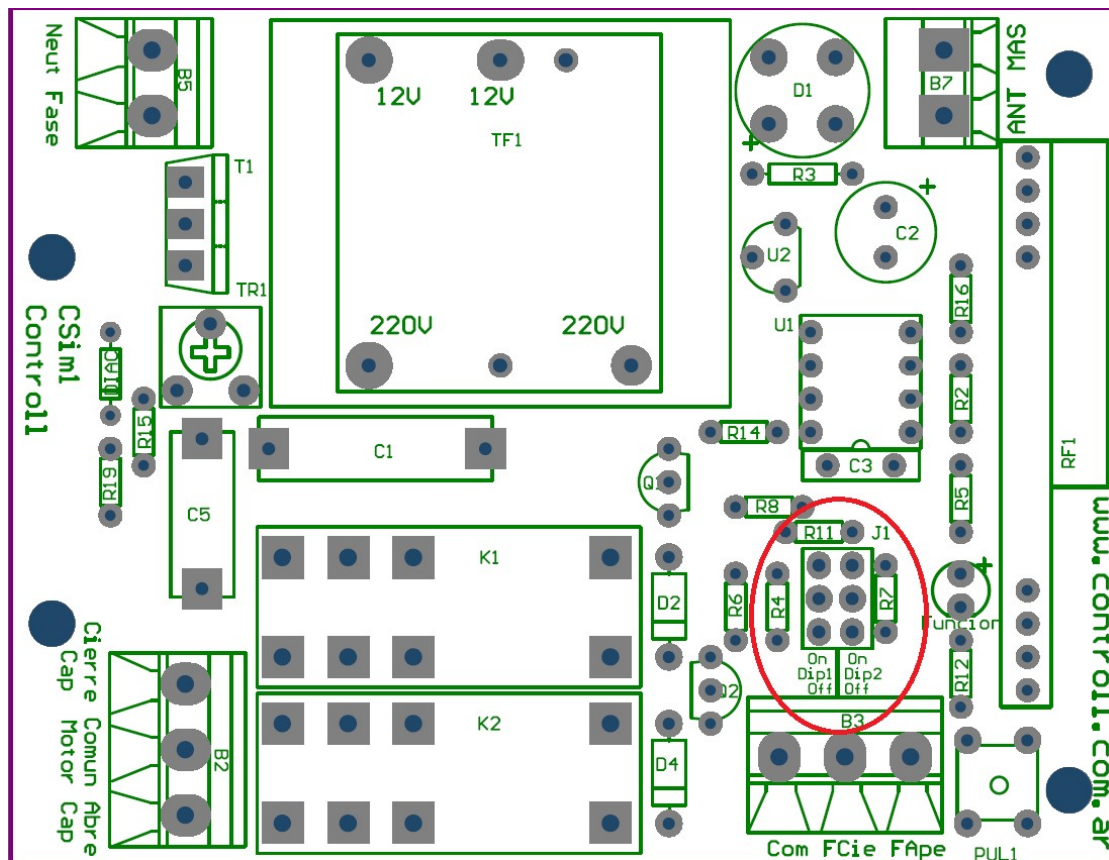 Neut Fase
B5
12V 12V
TF1
D1
B7
ANT MAS
T1
R3
C2
U2
TR1
220V 220V
U1
R16
CSim1
Controll
DIAC
R15
R19
R2
RF1
C1
R14
C3
Q1
R5
C5
R8
R11
J1
www.controll.com.ar
K1
D2
R6
R4
R7
Funcion
On On
Dip1 Dip2
Off Off
R12
Q2
Cierre Comun Abre
Cap Motor Cap
B2
K2
B3
D4
Com FCie FApe
PUL1